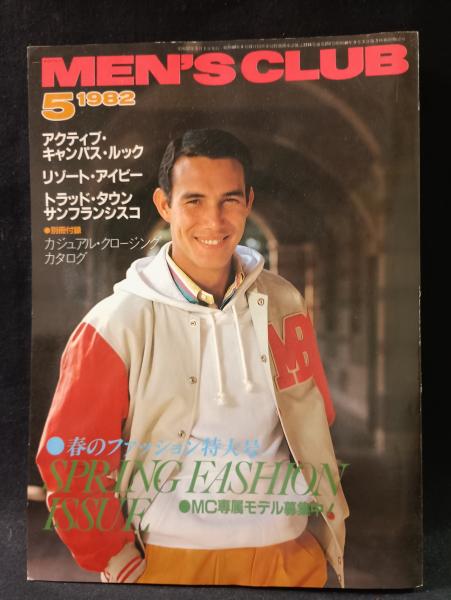 MEN'S CLUB
5 1982
アクティブ・
キャンパス・ルック
リゾート・アイビー
トラッド・タウン
サンフランシスコ
●別冊付録
カジュアル・クロージング
カタログ
MC
●春のファッション特大号
SPRING FASHION
ISSUE
●MC専属モデル募集中!